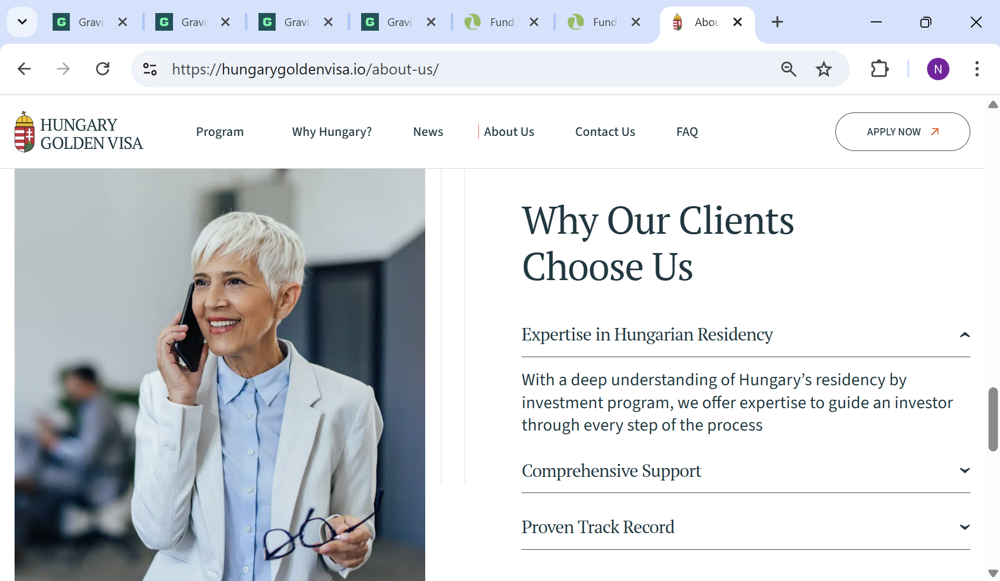 Gravi
Gravi
Gravi
Gravi
Fund
Fund
Abou
https://hungarygoldenvisa.io/about-us/
N
HUNGARY
GOLDEN VISA
Program
Why Hungary?
News
About Us
Contact Us
FAQ
APPLY NOW
Why Our Clients
Choose Us
Expertise in Hungarian Residency
With a deep understanding of Hungary’s residency by
investment program, we offer expertise to guide an investor
through every step of the process
Comprehensive Support
Proven Track Record